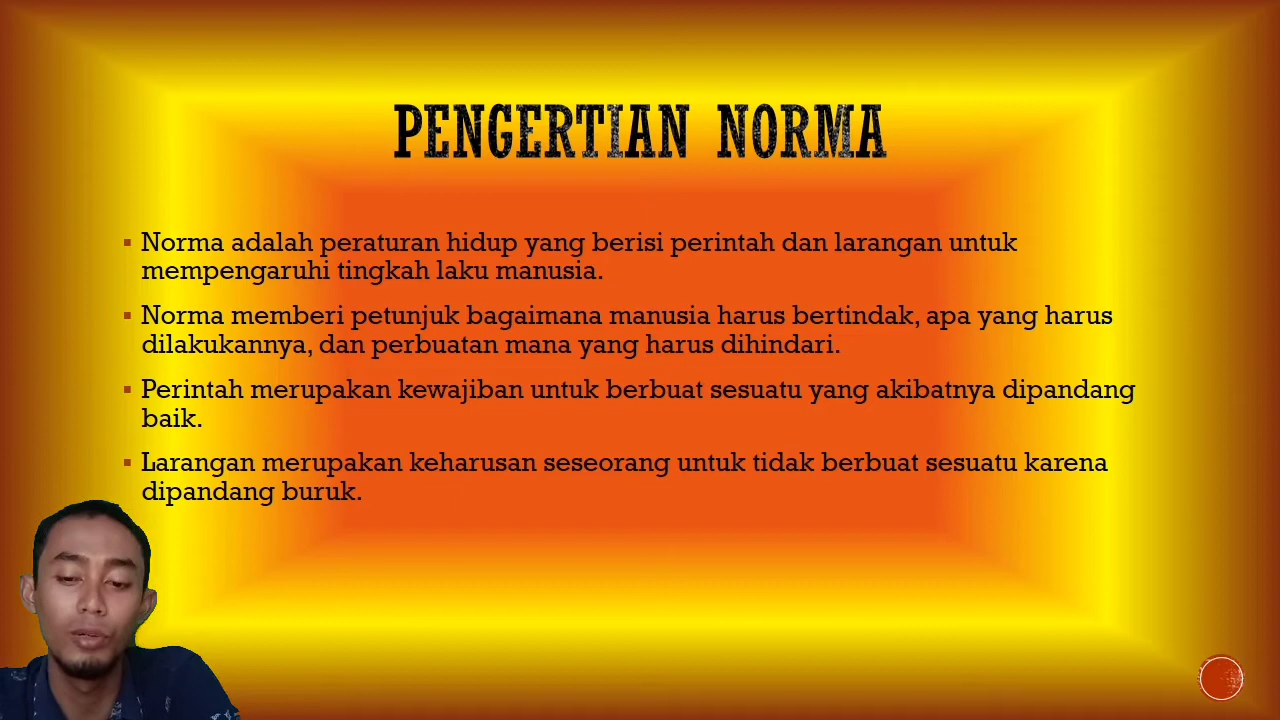 PENGERTIAN NORMA
Norma adalah peraturan hidup yang berisi perintah dan larangan untuk
mempengaruhi tingkah laku manusia.
Norma memberi petunjuk bagaimana manusia harus bertindak, apa yang harus
dilakukannya, dan perbuatan mana yang harus dihindari.
Perintah merupakan kewajiban untuk berbuat sesuatu yang akibatnya dipandang
baik.
Larangan merupakan keharusan seseorang untuk tidak berbuat sesuatu karena
dipandang buruk.